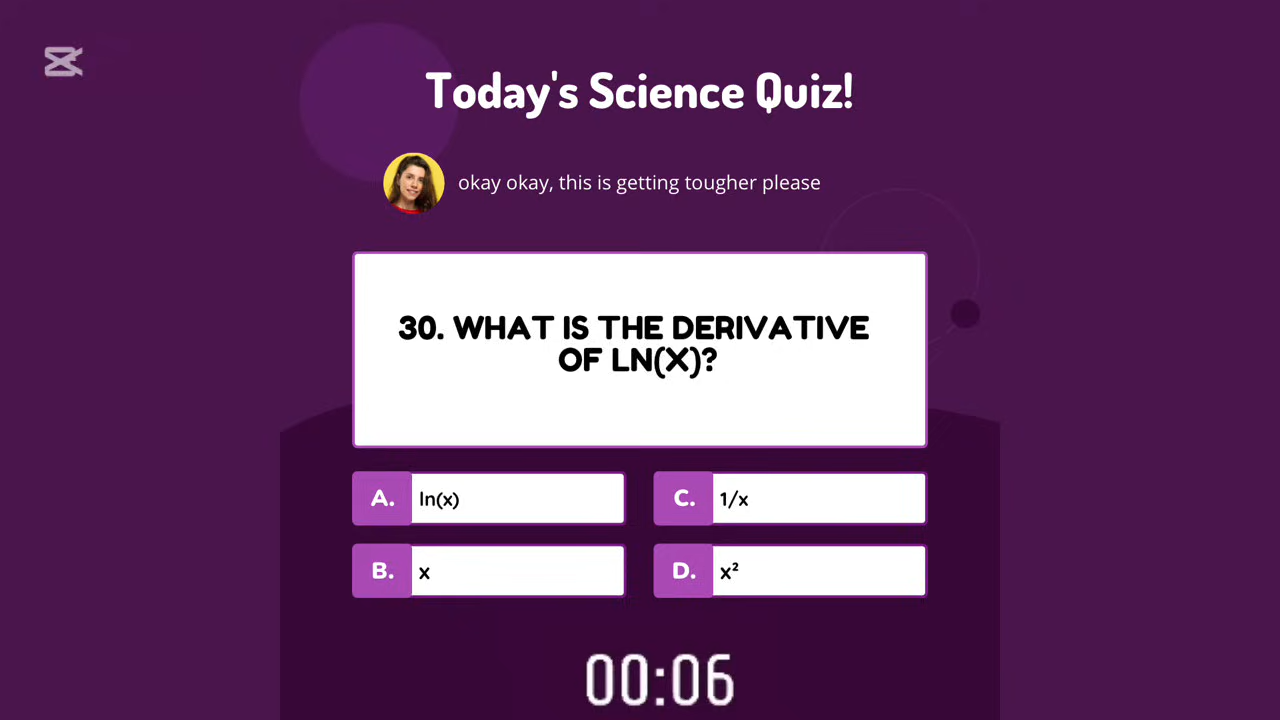 Today's Science Quiz!
okay okay, this is getting tougher please
30. WHAT IS THE DERIVATIVE
OF LN(X)?
A. ln(x)
C. 1/x
B. x
D. x²
00:06